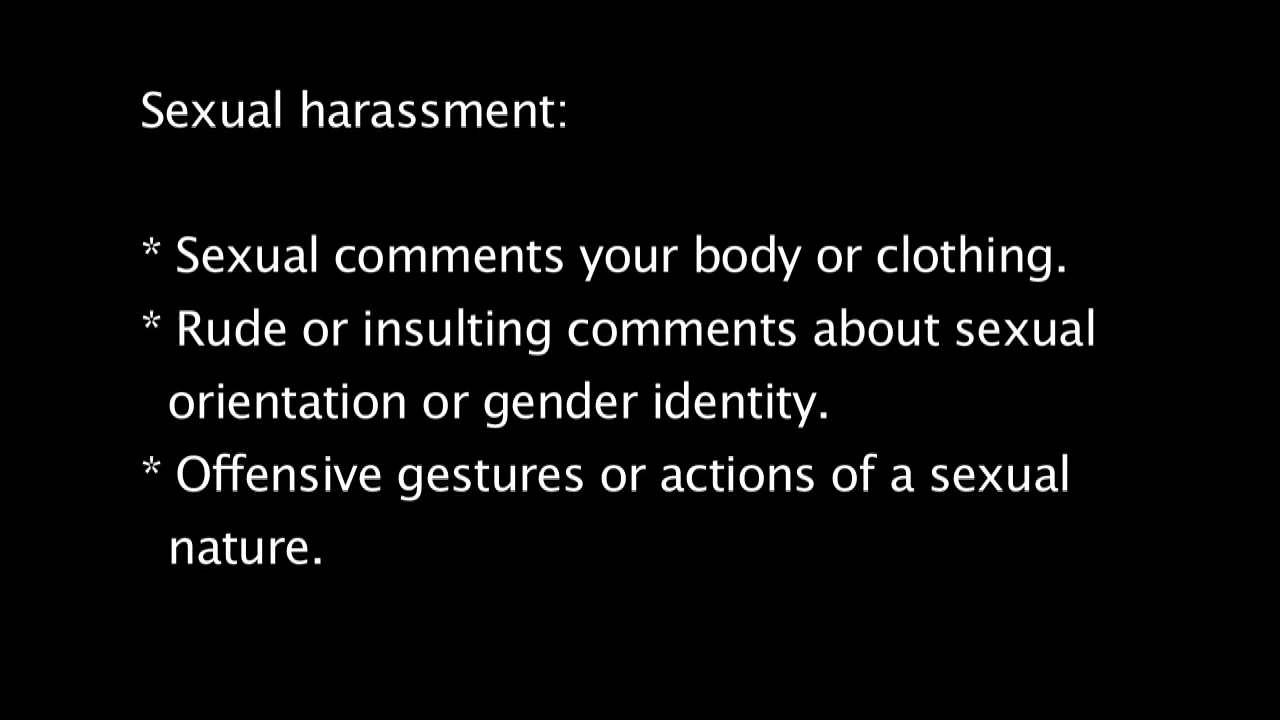 Sexual harassment:
* Sexual comments your body or clothing.
* Rude or insulting comments about sexual
orientation or gender identity.
* Offensive gestures or actions of a sexual
nature.